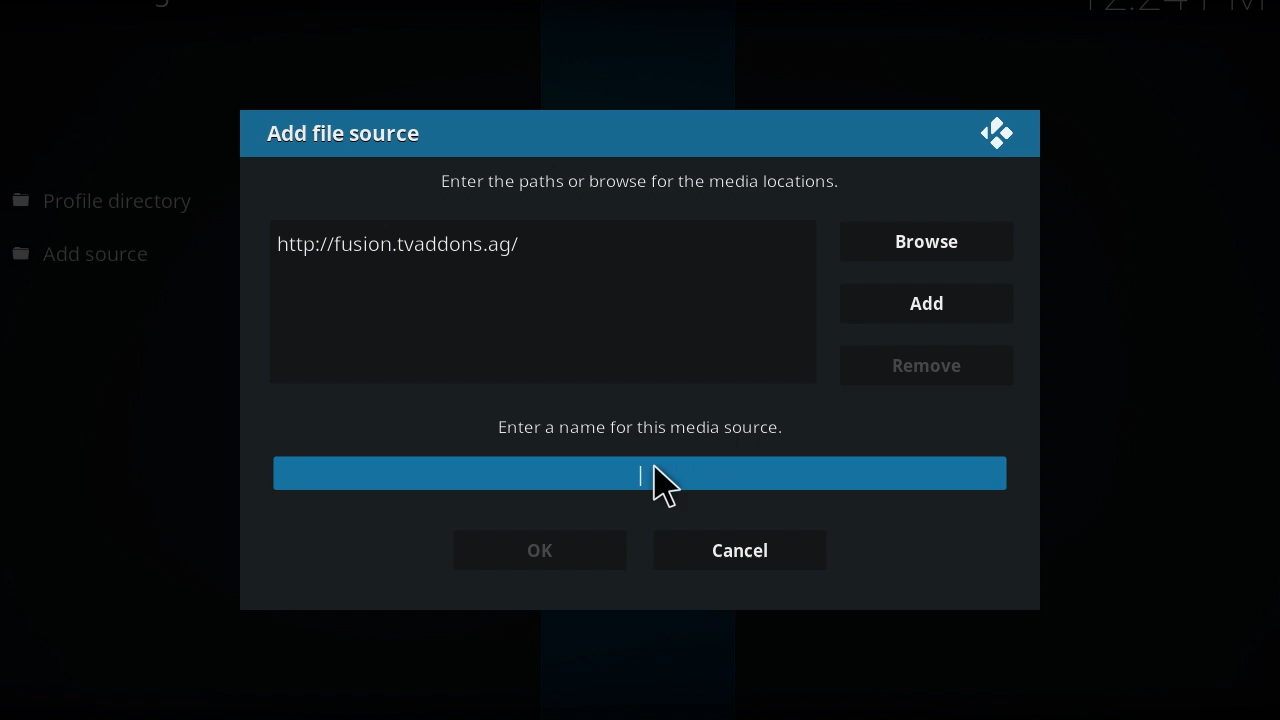 Add file source
Enter the paths or browse for the media locations.
Profile directory
Add source
http://fusion.tvaddons.ag/
Browse
Add
Remove
Enter a name for this media source.
OK
Cancel